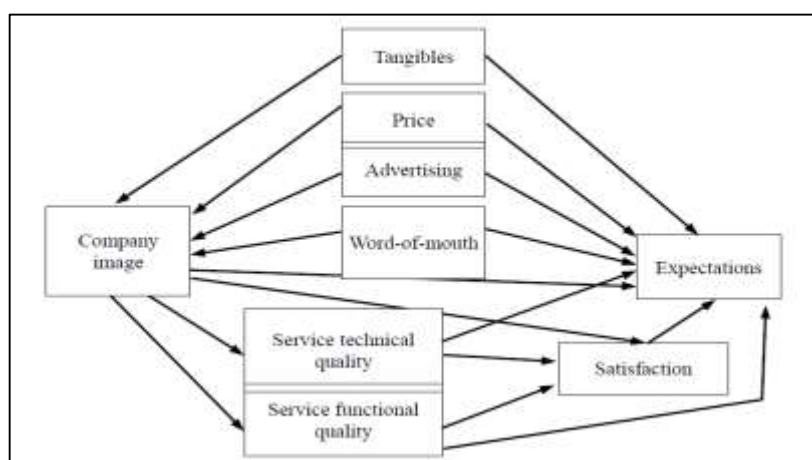 Tangibles
Price
Advertising
Company
image
Word-of-mouth
Expectations
Service technical
quality
Satisfaction
Service functional
quality